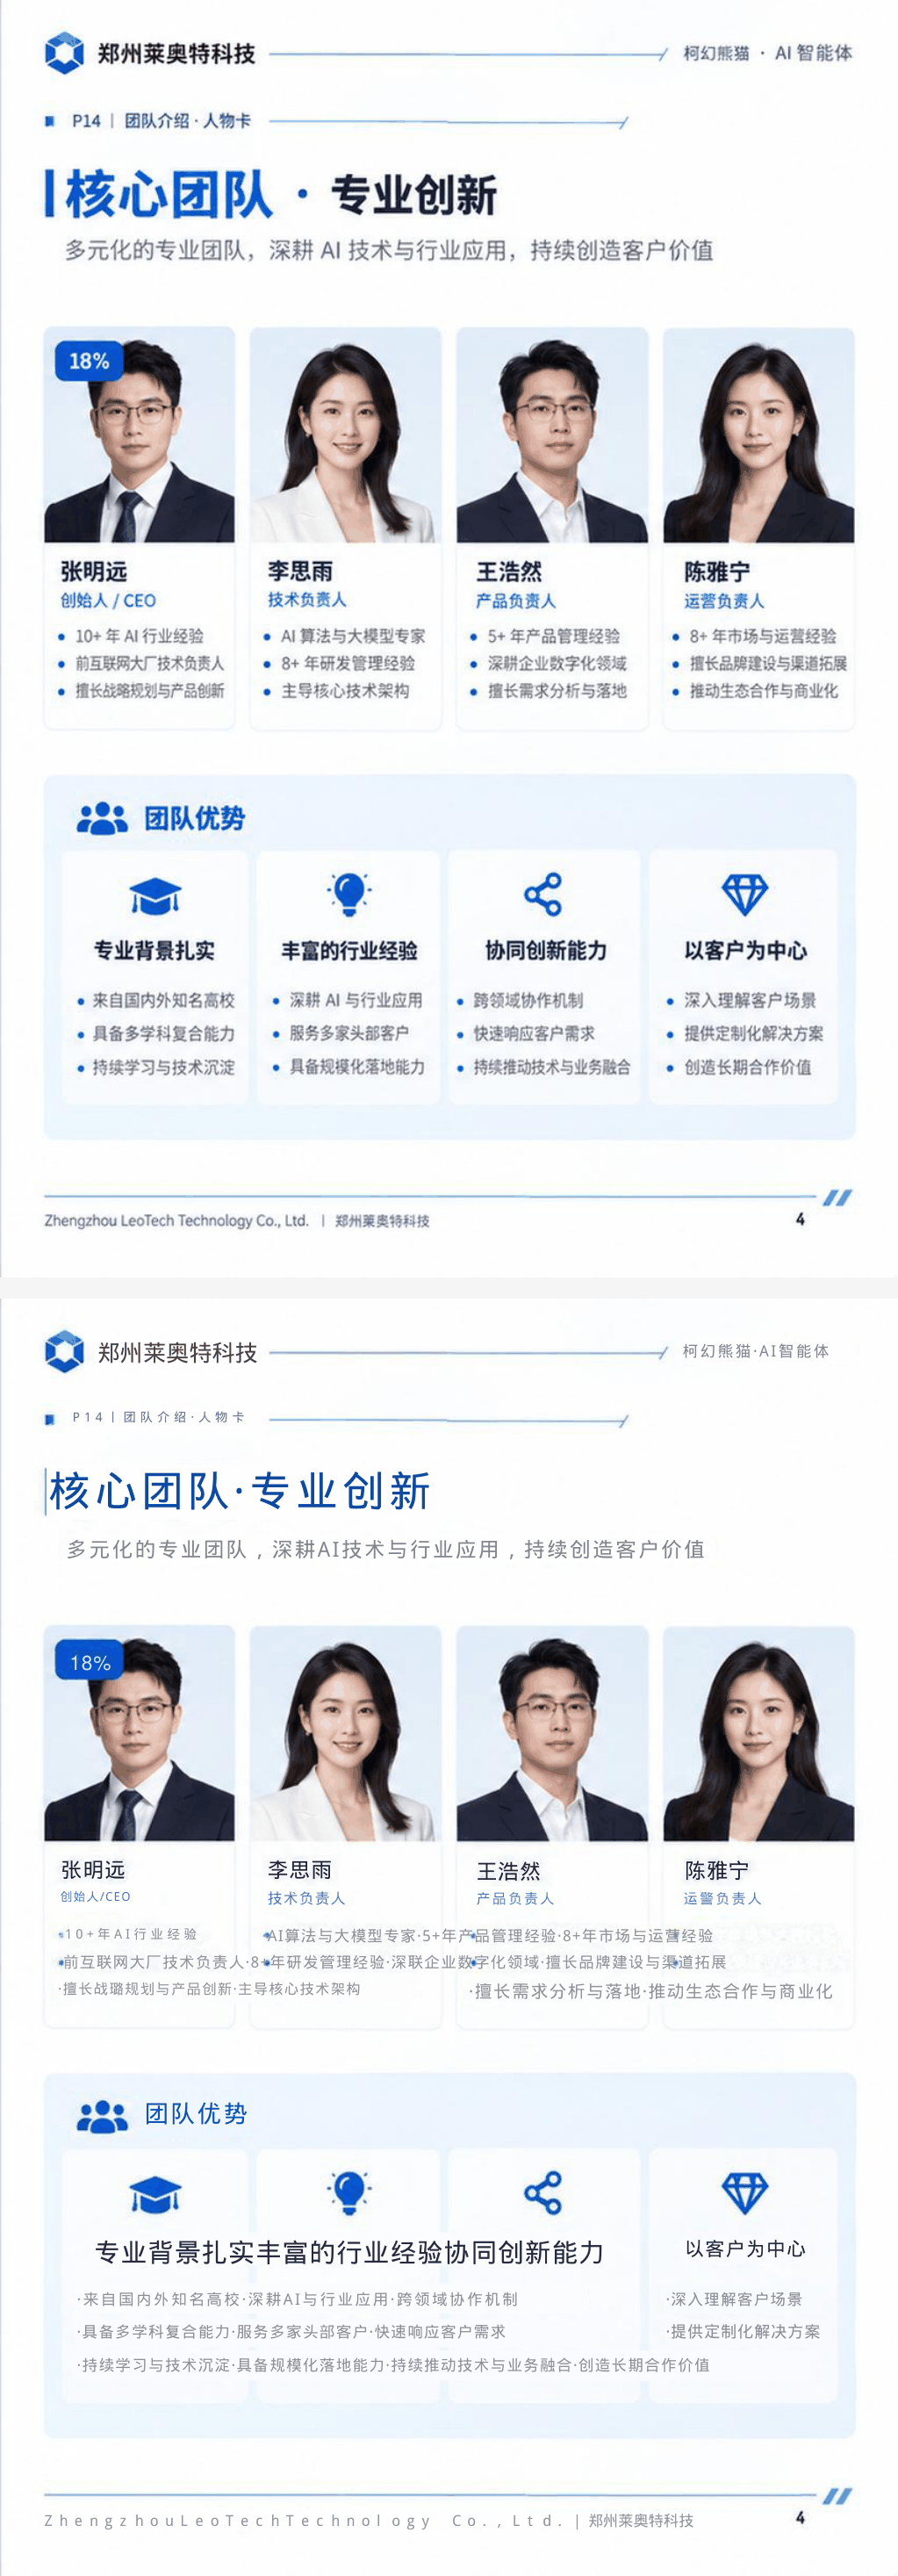 郑州莱奥特科技
柯幻熊猫 · AI 智能体
P14 | 团队介绍 · 人物卡
核心团队 · 专业创新
多元化的专业团队，深耕 AI 技术与行业应用，持续创造客户价值
18%
张明远
创始人 / CEO
• 10+ 年 AI 行业经验
• 前互联网大厂技术负责人
• 擅长战略规划与产品创新
李思雨
技术负责人
• AI 算法与大模型专家
• 8+ 年研发管理经验
• 主导核心技术架构
王浩然
产品负责人
• 5+ 年产品管理经验
• 深耕企业数字化领域
• 擅长需求分析与落地
陈雅宁
运营负责人
• 8+ 年市场与运营经验
• 擅长品牌建设与渠道拓展
• 推动生态合作与商业化
团队优势
专业背景扎实
• 来自国内外知名高校
• 具备多学科复合能力
• 持续学习与技术沉淀
丰富的行业经验
• 深耕 AI 与行业应用
• 服务多家头部客户
• 具备规模化落地能力
协同创新能力
• 跨领域协作机制
• 快速响应客户需求
• 持续推动技术与业务融合
以客户为中心
• 深入理解客户场景
• 提供定制化解决方案
• 创造长期合作价值
Zhengzhou LeoTech Technology Co., Ltd. | 郑州莱奥特科技
4
郑州莱奥特科技
柯幻熊猫·AI智能体
P14|团队介绍·人物卡
核心团队·专业创新
多元化的专业团队，深耕AI技术与行业应用，持续创造客户价值
18%
张明远
创始人/CEO
李思雨
技术负责人
王浩然
产品负责人
陈雅宁
运警负责人
·10+年AI行业经验
·AI算法与大模型专家·5+年产品管理经验·8+年市场与运营经验
·前互联网大厂技术负责人·8+年研发管理经验·深联企业数字化领域·擅长品牌建设与渠道拓展
·擅长战璐规划与产品创新·主导核心技术架构
·擅长需求分析与落地·推动生态合作与商业化
团队优势
专业背景扎实丰富的行业经验协同创新能力
以客户为中心
·来自国内外知名高校·深耕AI与行业应用·跨领域协作机制
·深入理解客户场景
·具备多学科复合能力·服务多家头部客户·快速响应客户需求
·提供定制化解决方案
·持续学习与技术沉淀·具备规模化落地能力·持续推动技术与业务融合·创造长期合作价值
ZhengzhouLeoTechTechnology Co.,Ltd.|郑州莱奥特科技
4